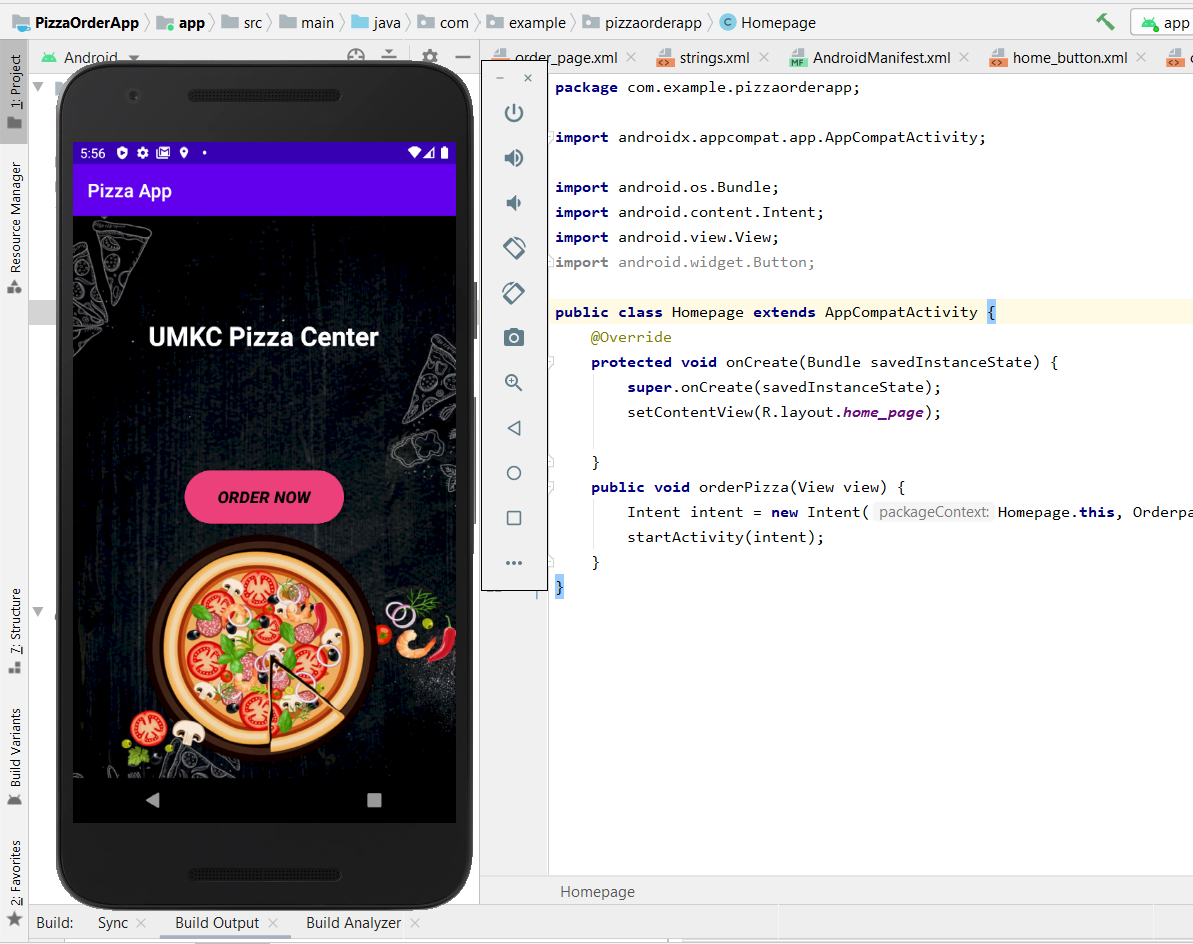 PizzaOrderApp app src main java com example pizzaorderapp C Homepage app
Android
order_page.xml strings.xml AndroidManifest.xml home_button.xml
1: Project
Resource Manager
7: Structure
Build Variants
2: Favorites
5:56
Pizza App
UMKC Pizza Center
ORDER NOW
package com.example.pizzaorderapp;
import androidx.appcompat.app.AppCompatActivity;
import android.os.Bundle;
import android.content.Intent;
import android.view.View;
import android.widget.Button;
public class Homepage extends AppCompatActivity {
@Override
protected void onCreate(Bundle savedInstanceState) {
super.onCreate(savedInstanceState);
setContentView(R.layout.home_page);
}
public void orderPizza(View view) {
Intent intent = new Intent( packageContext: Homepage.this, Orderpa
startActivity(intent);
}
}
Homepage
Build: Sync Build Output Build Analyzer